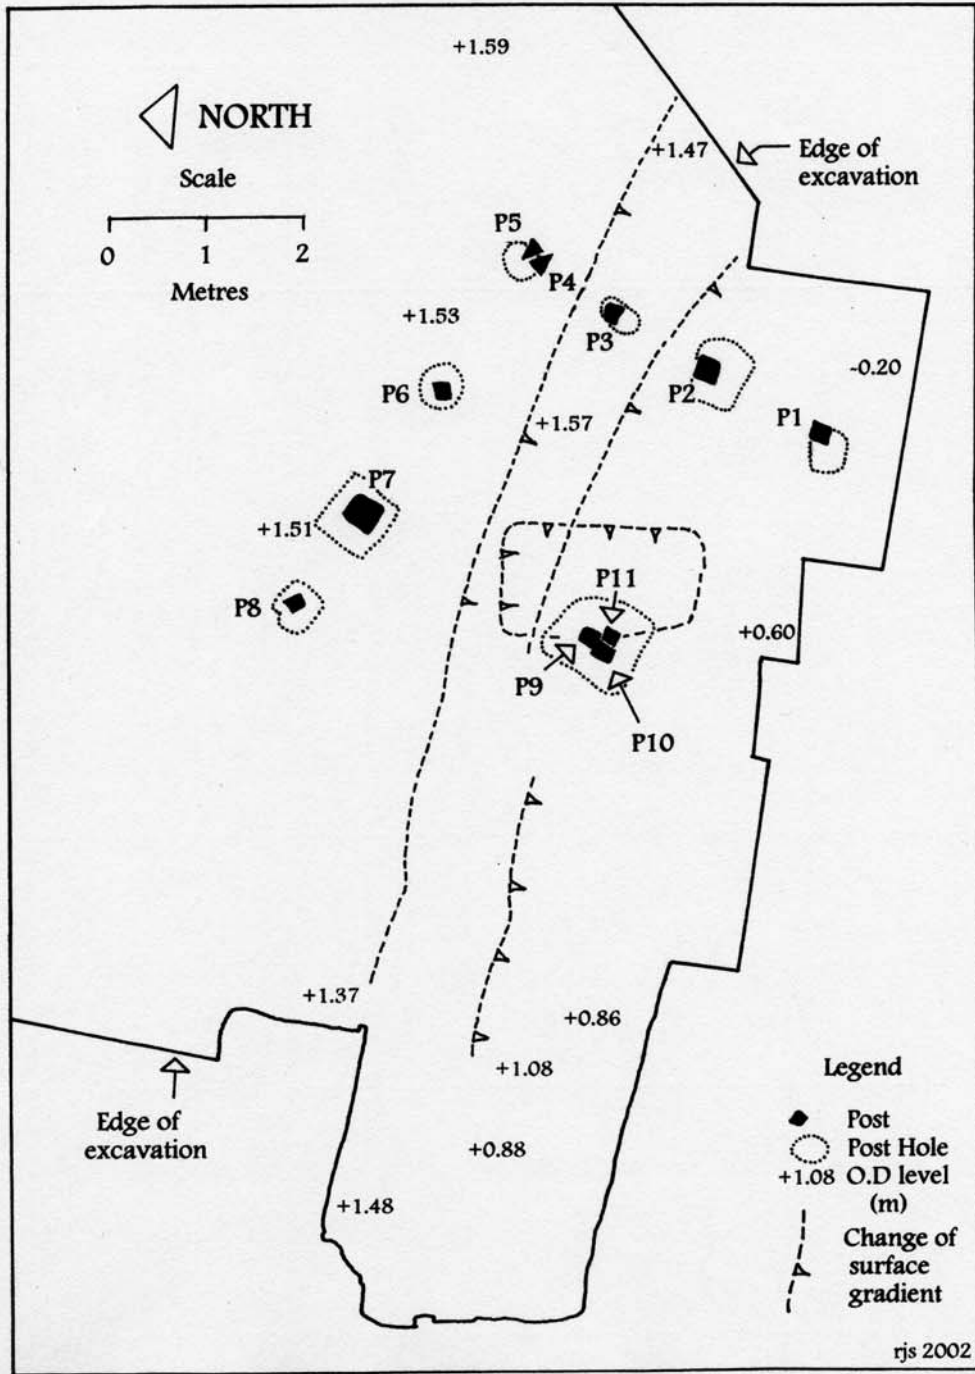 +1.59
NORTH
Scale
0 1 2
Metres
+1.47
Edge of
excavation
P5
P4
+1.53
P3
P6
P2
-0.20
+1.57
P1
P7
+1.51
P8
P11
+0.60
P9
P10
+1.37
+0.86
+1.08
Edge of
excavation
+0.88
+1.48
Legend
Post
Post Hole
+1.08 O.D level
(m)
Change of
surface
gradient
rjs 2002